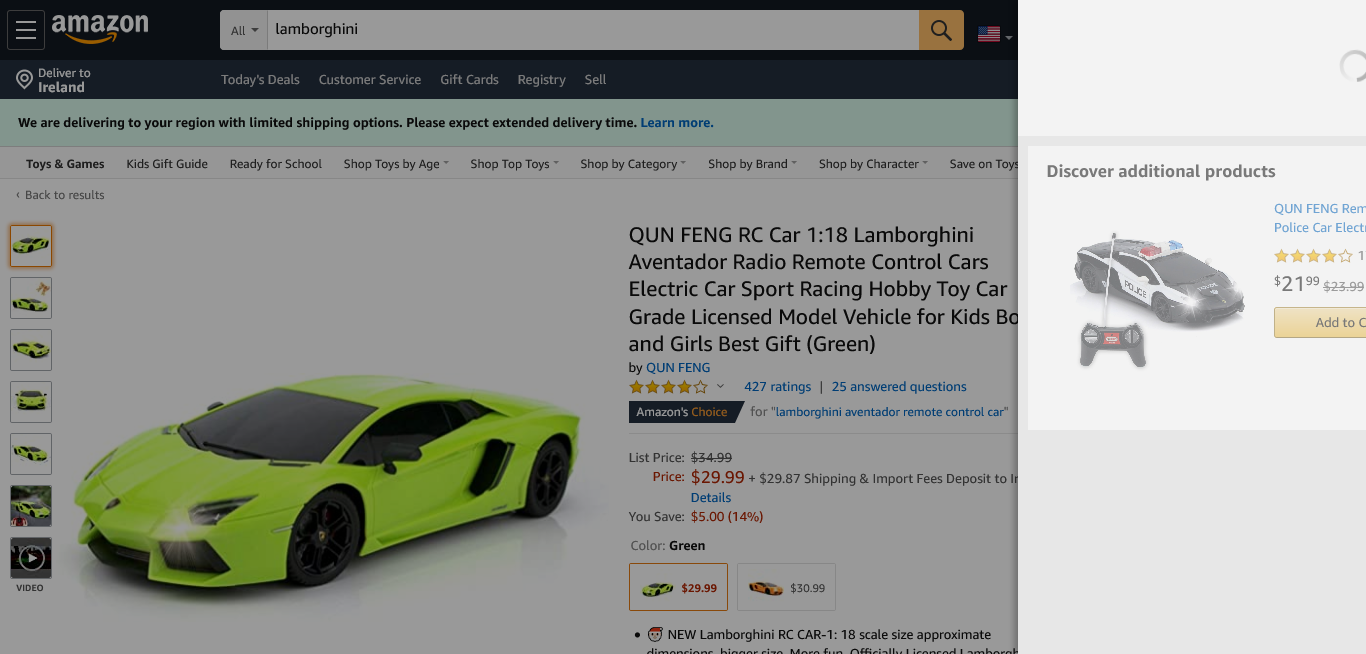 amazon
All
lamborghini
Deliver to
Ireland
Today's Deals Customer Service Gift Cards Registry Sell
We are delivering to your region with limited shipping options. Please expect extended delivery time. Learn more.
Toys & Games Kids Gift Guide Ready for School Shop Toys by Age Shop Top Toys Shop by Category Shop by Brand Shop by Character Save on Toys
‹ Back to results
QUN FENG RC Car 1:18 Lamborghini
Aventador Radio Remote Control Cars
Electric Car Sport Racing Hobby Toy Car
Grade Licensed Model Vehicle for Kids Bo
and Girls Best Gift (Green)
by QUN FENG
427 ratings | 25 answered questions
Amazon's Choice for "lamborghini aventador remote control car"
List Price: $34.99
Price: $29.99 + $29.87 Shipping & Import Fees Deposit to Ir
Details
You Save: $5.00 (14%)
Color: Green
$29.99 $30.99
VIDEO
• NEW Lamborghini RC CAR-1: 18 scale size approximate
dimensions, bigger size. More fun. Officially Licensed Lamborgh
Discover additional products
QUN FENG Rem
Police Car Electr
1
$21.99 $23.99
Add to C
POLICE